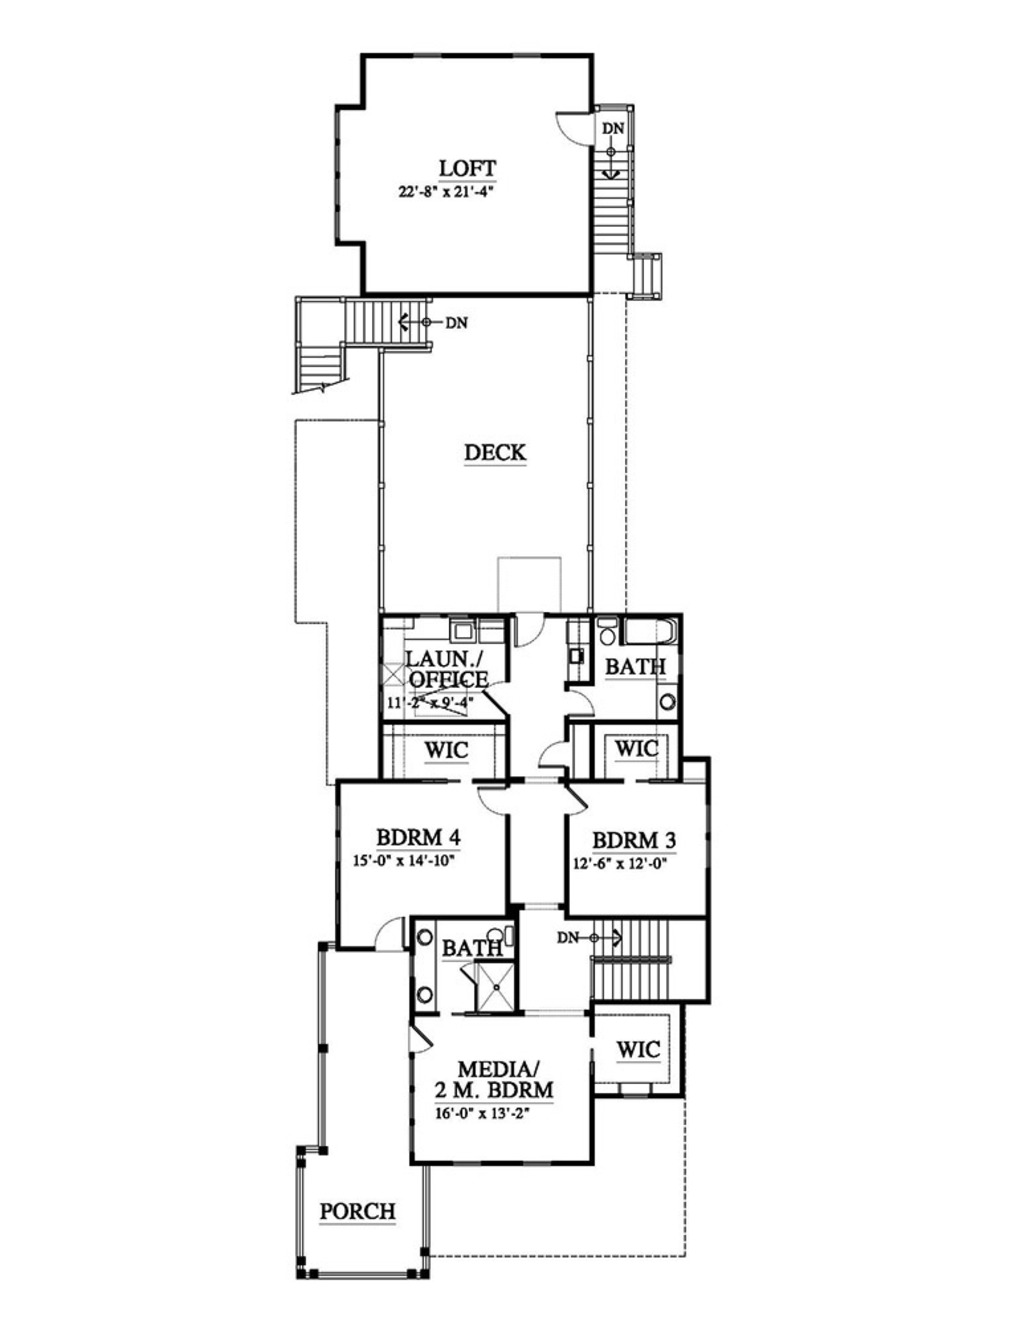 DN
LOFT
22'-8" x 21'-4"
DN
DECK
LAUN./
OFFICE
11'-2" x 9'-4"
BATH
WIC
WIC
BDRM 4
15'-0" x 14'-10"
BDRM 3
12'-6" x 12'-0"
DN
BATH
WIC
MEDIA/
2 M. BDRM
16'-0" x 13'-2"
PORCH